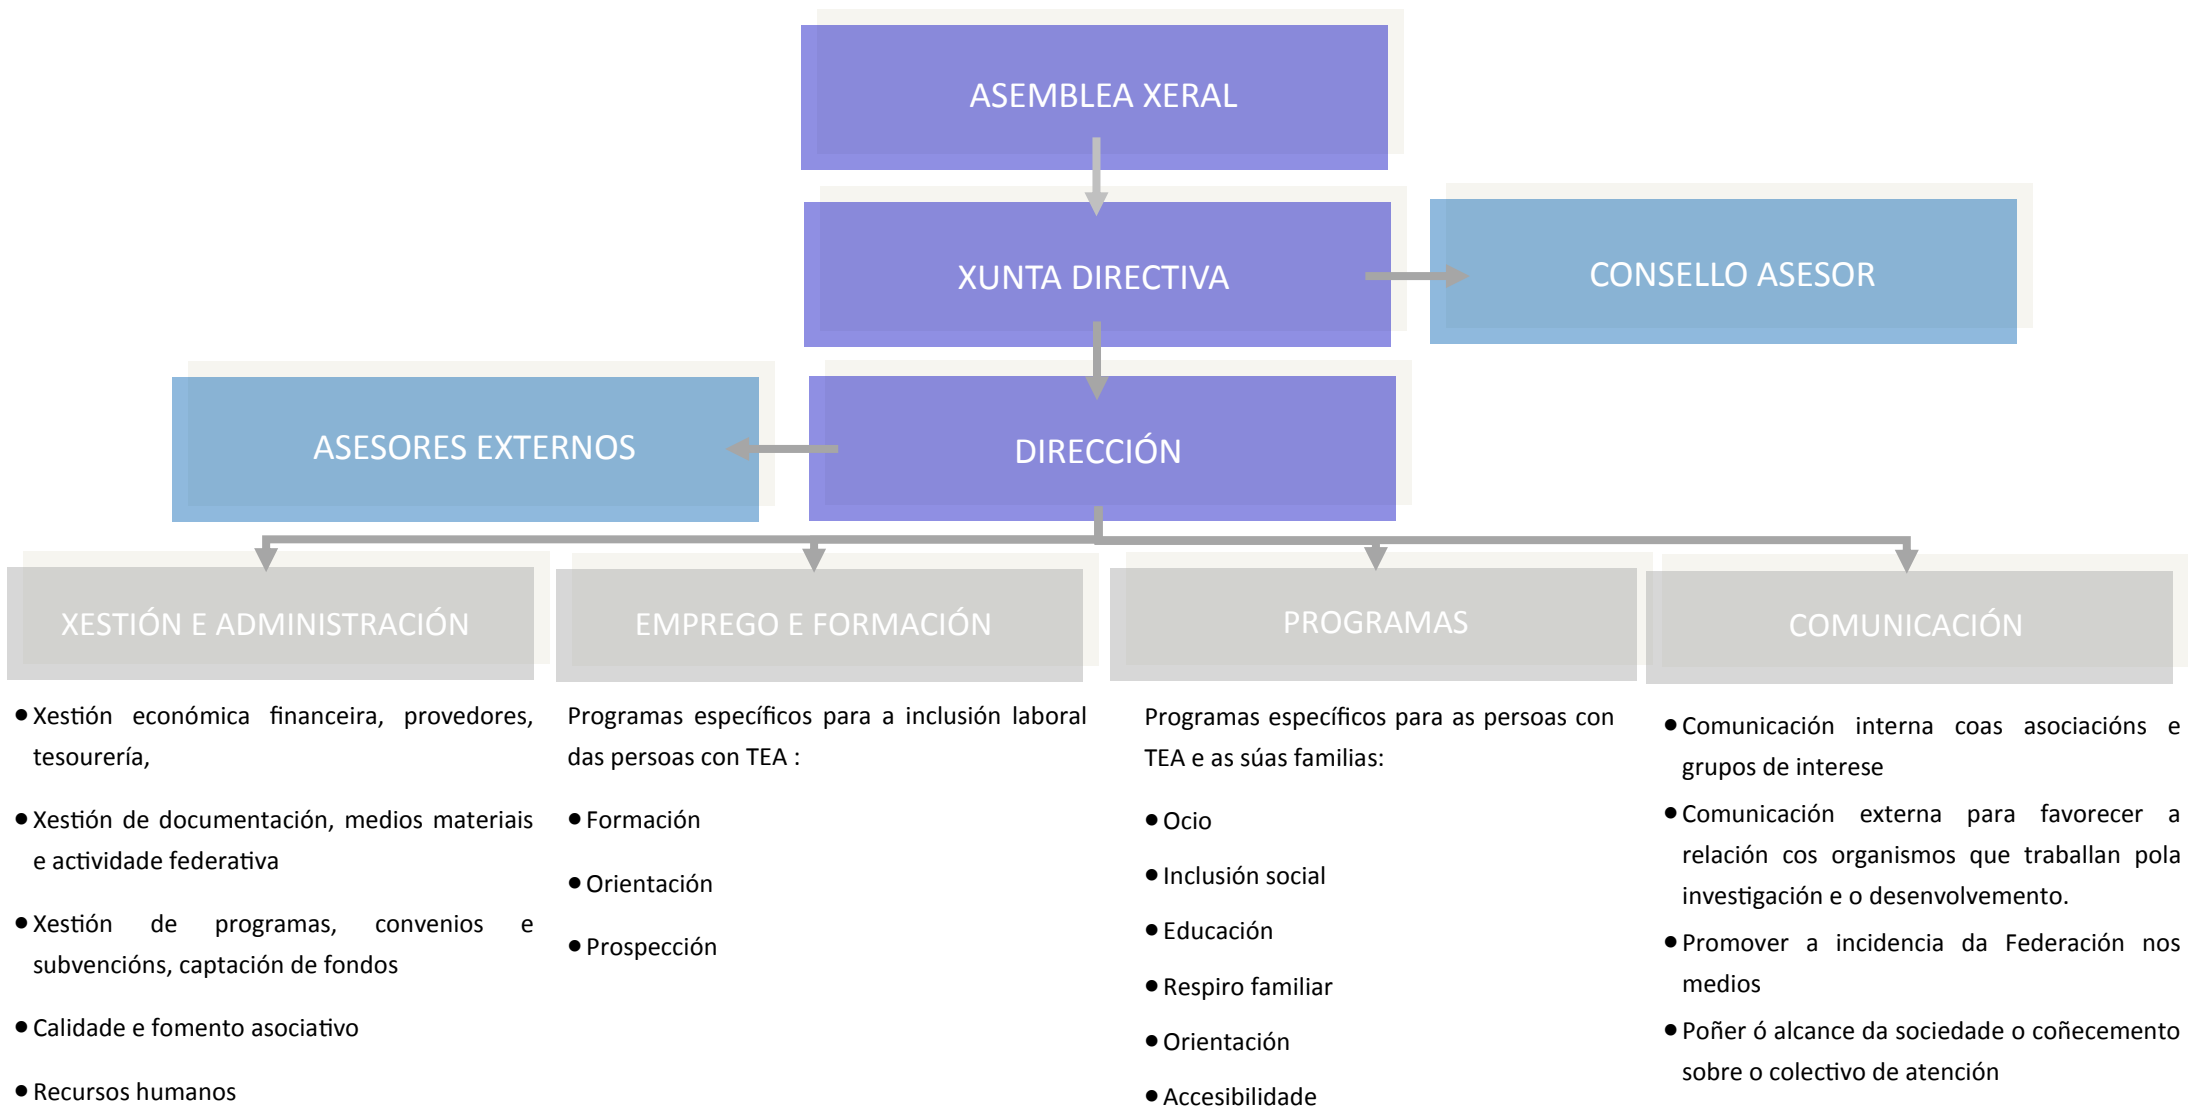 ASEMBLEA XERAL
XUNTA DIRECTIVA
CONSELLO ASESOR
ASESORES EXTERNOS
DIRECCIÓN
XESTIÓN E ADMINISTRACIÓN
EMPREGO E FORMACIÓN
PROGRAMAS
COMUNICACIÓN
• Xestión económica financeira, provedores,
tesourería,
• Xestión de documentación, medios materiais
e actividade federativa
• Xestión de programas, convenios e
subvencións, captación de fondos
• Calidade e fomento asociativo
• Recursos humanos
Programas específicos para a inclusión laboral
das persoas con TEA :
• Formación
• Orientación
• Prospección
Programas específicos para as persoas con
TEA e as súas familias:
• Ocio
• Inclusión social
• Educación
• Respiro familiar
• Orientación
• Accesibilidade
• Comunicación interna coas asociacións e
grupos de interese
• Comunicación externa para favorecer a
relación cos organismos que traballan pola
investigación e o desenvolvemento.
• Promover a incidencia da Federación nos
medios
• Poñer ó alcance da sociedade o coñecemento
sobre o colectivo de atención